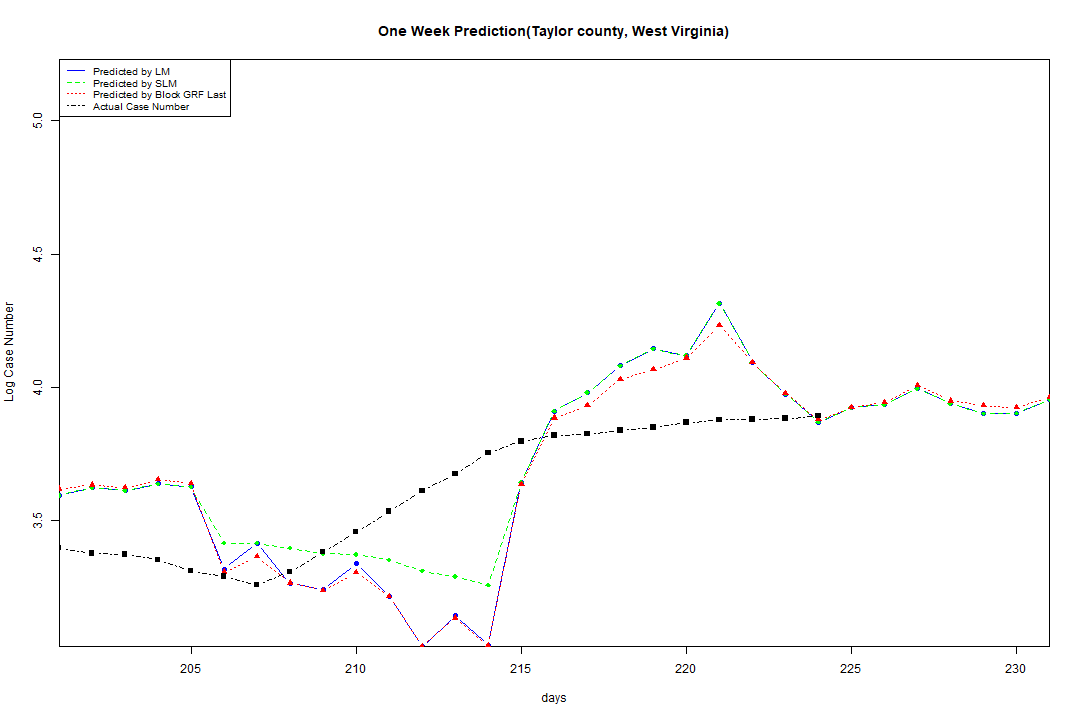 One Week Prediction(Taylor county, West Virginia)
Predicted by LM
Predicted by SLM
Predicted by Block GRF Last
Actual Case Number
5.0
4.5
4.0
3.5
Log Case Number
205 210 215 220 225 230
days